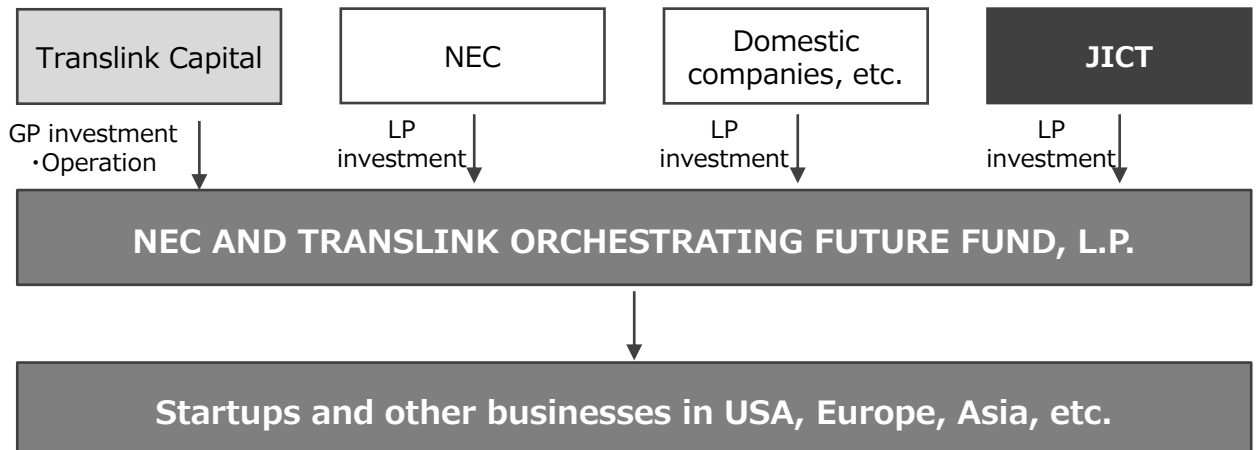 Translink Capital
NEC
Domestic
companies, etc.
JICT
GP investment
・Operation
LP
investment
LP
investment
LP
investment
NEC AND TRANSLINK ORCHESTRATING FUTURE FUND, L.P.
Startups and other businesses in USA, Europe, Asia, etc.